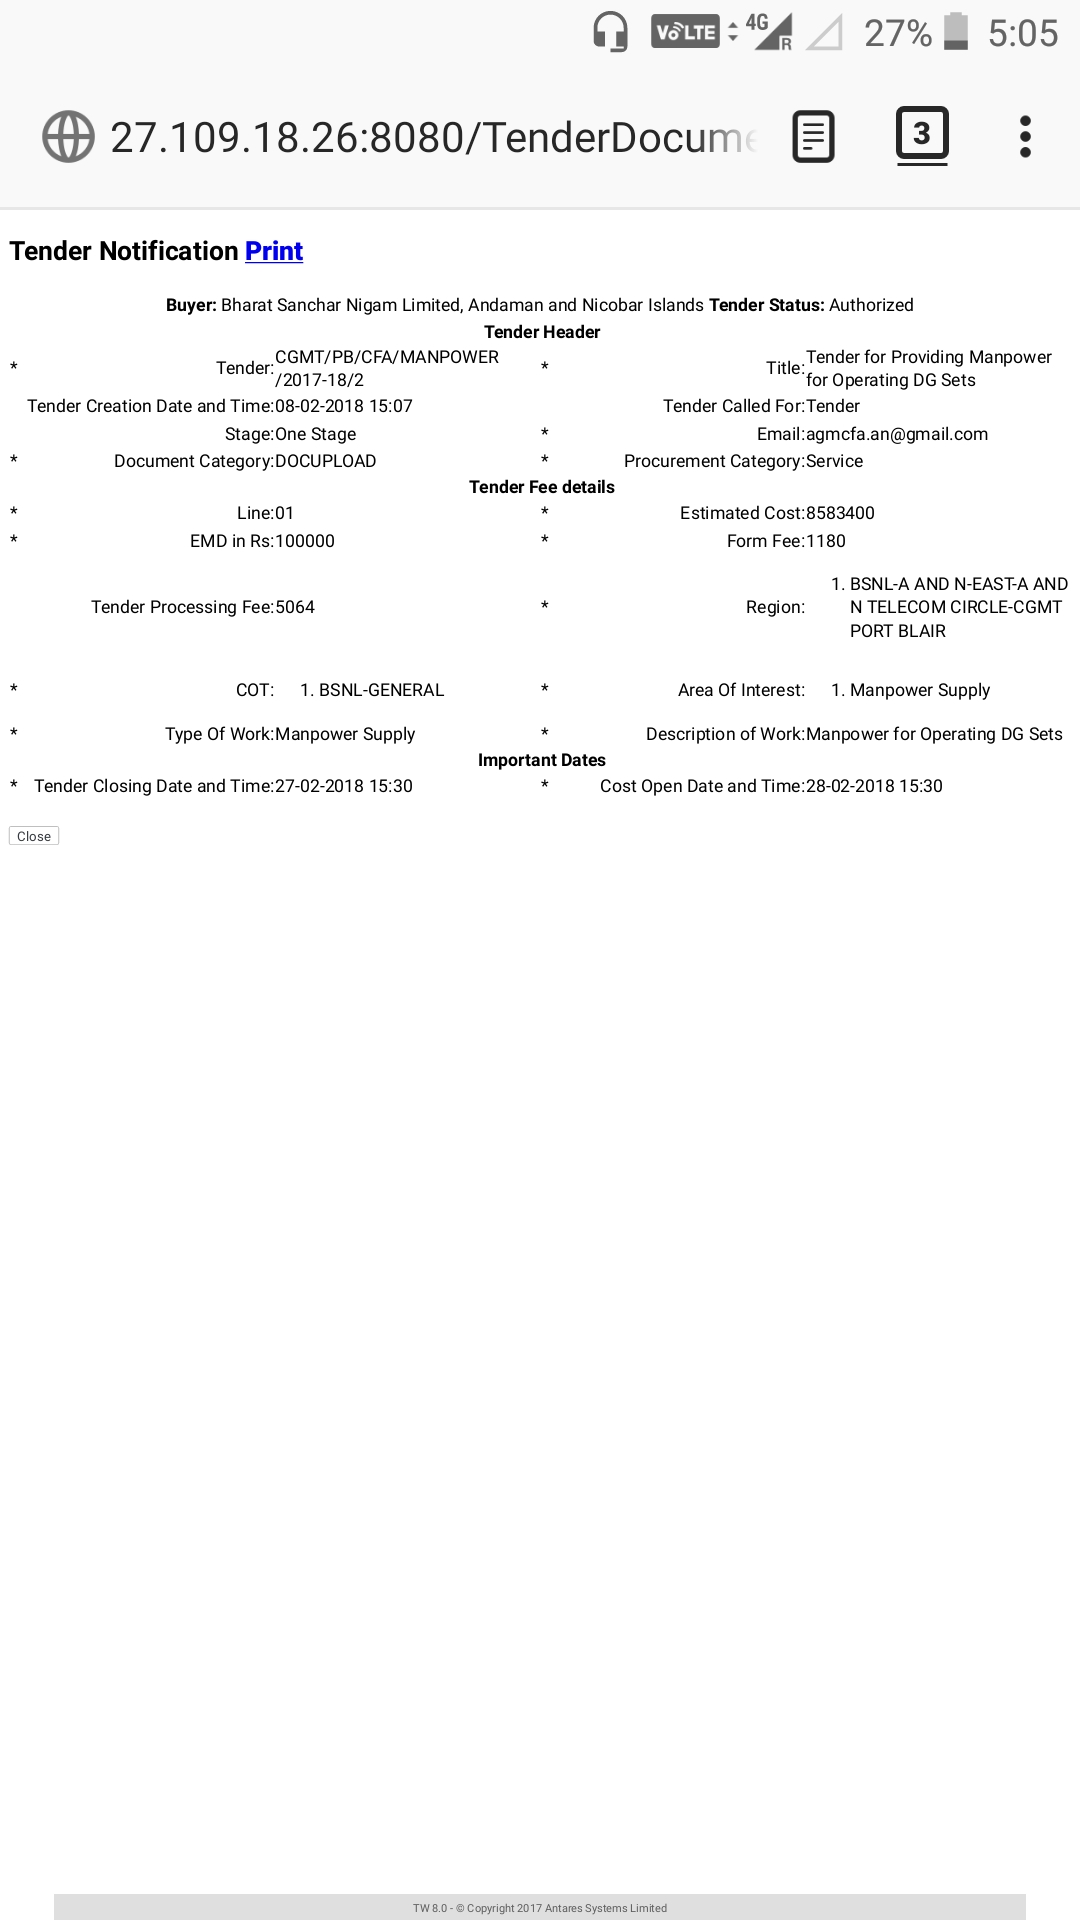 VoLTE 4G R 27% 5:05
27.109.18.26:8080/TenderDocum 3
Tender Notification Print
Buyer: Bharat Sanchar Nigam Limited, Andaman and Nicobar Islands Tender Status: Authorized
Tender Header
* Tender: CGMT/PB/CFA/MANPOWER * Title: Tender for Providing Manpower
/2017-18/2 for Operating DG Sets
Tender Creation Date and Time: 08-02-2018 15:07 Tender Called For: Tender
Stage: One Stage * Email: agmcfa.an@gmail.com
* Document Category: DOCUPLOAD * Procurement Category: Service
Tender Fee details
* Line: 01 * Estimated Cost: 8583400
* EMD in Rs: 100000 * Form Fee: 1180
Tender Processing Fee: 5064 * Region: 1. BSNL-A AND N-EAST-A AND
N TELECOM CIRCLE-CGMT
PORT BLAIR
* COT: 1. BSNL-GENERAL * Area Of Interest: 1. Manpower Supply
* Type Of Work: Manpower Supply * Description of Work: Manpower for Operating DG Sets
Important Dates
* Tender Closing Date and Time: 27-02-2018 15:30 * Cost Open Date and Time: 28-02-2018 15:30
Close
TW 8.0 - © Copyright 2017 Antares Systems Limited